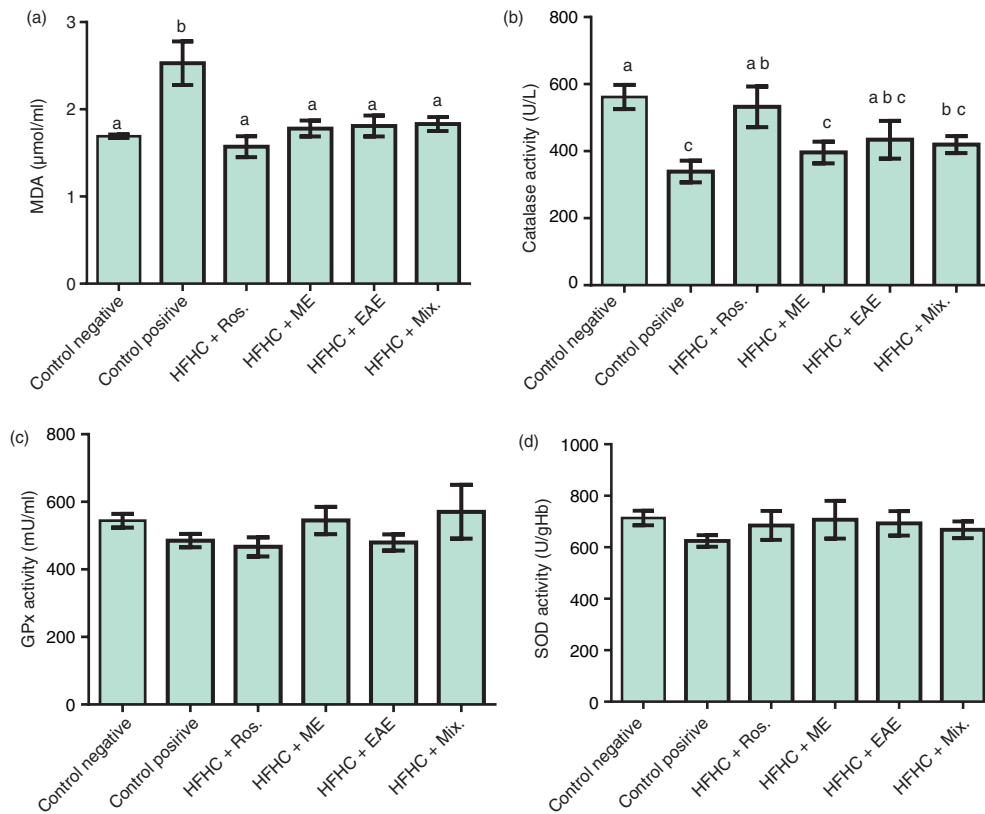 (a)
MDA (µmol/ml)
3
2
1
0
a
b
a
a
a
a
Control negative
Control posirive
HFHC + Ros.
HFHC + ME
HFHC + EAE
HFHC + Mix.
(b)
Catalase activity (U/L)
800
600
400
200
0
a
c
a b
c
a b c
b c
Control negative
Control posirive
HFHC + Ros.
HFHC + ME
HFHC + EAE
HFHC + Mix.
(c)
GPx activity (mU/ml)
800
600
400
200
0
Control negative
Control posirive
HFHC + Ros.
HFHC + ME
HFHC + EAE
HFHC + Mix.
(d)
SOD activity (U/gHb)
1000
800
600
400
200
0
Control negative
Control posirive
HFHC + Ros.
HFHC + ME
HFHC + EAE
HFHC + Mix.